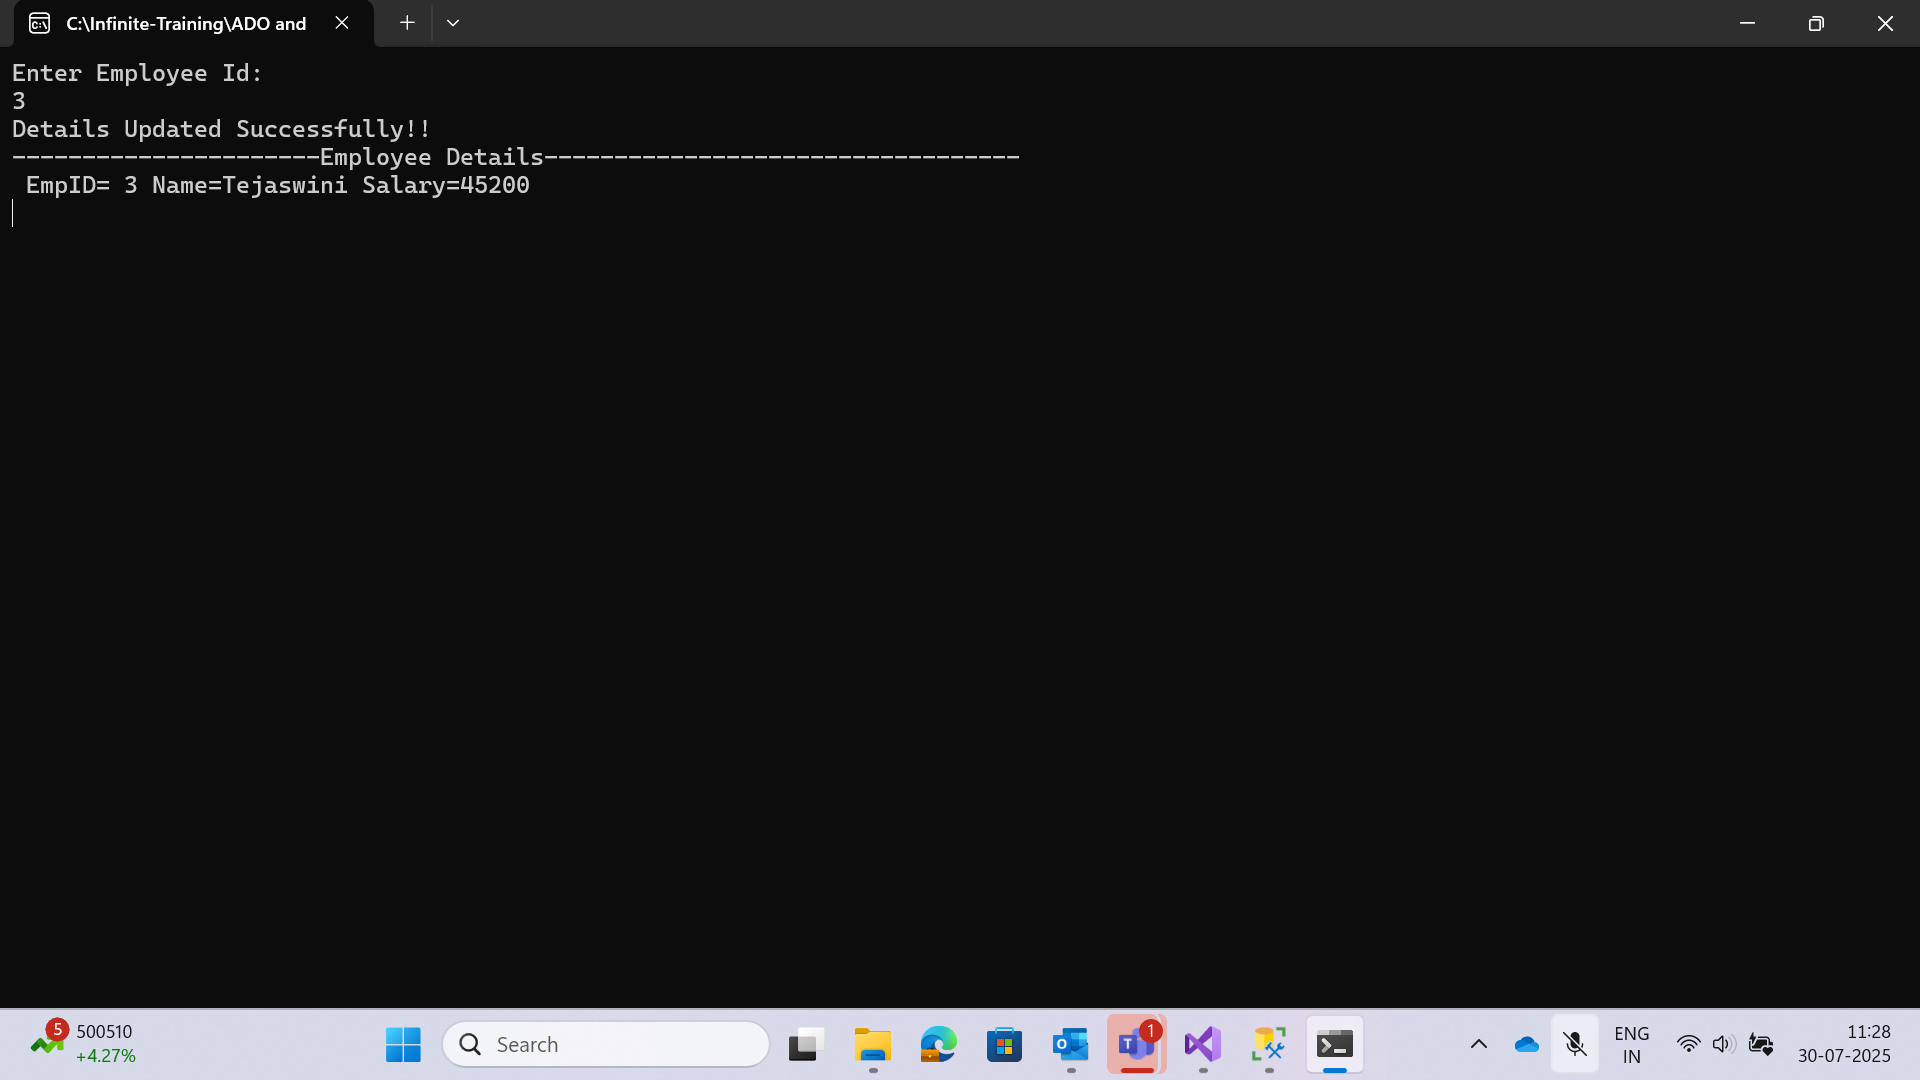 C:\Infinite-Training\ADO and
Enter Employee Id:
3
Details Updated Successfully!!
----------------------Employee Details----------------------------------
 EmpID= 3 Name=Tejaswini Salary=45200
5
500510
+4.27%
Search
1
ENG
IN
11:28
30-07-2025